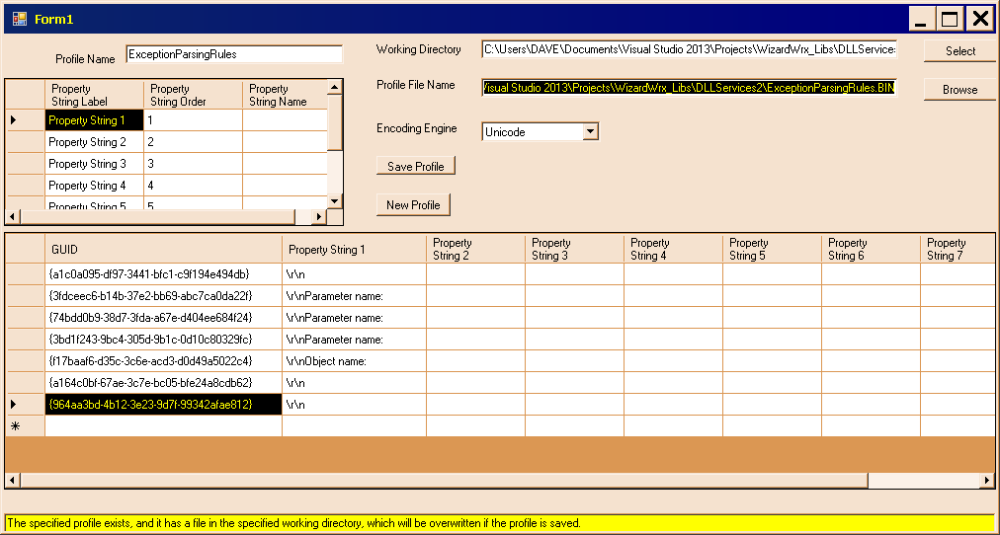 Form1
Profile Name ExceptionParsingRules
Working Directory C:\Users\DAVE\Documents\Visual Studio 2013\Projects\WizardWrx_Libs\DLLServices Select
Profile File Name Visual Studio 2013\Projects\WizardWrx_Libs\DLLServices2\ExceptionParsingRules.BIN Browse
Encoding Engine Unicode
Save Profile
New Profile
Property String Label Property String Order Property String Name
Property String 1 1
Property String 2 2
Property String 3 3
Property String 4 4
Property String 5 5
GUID Property String 1 Property String 2 Property String 3 Property String 4 Property String 5 Property String 6 Property String 7
{a1c0a095-df97-3441-bfc1-c9f194e494db} \r\n
{3fdceec6-b14b-37e2-bb69-abc7ca0da22f} \r\nParameter name:
{74bdd0b9-38d7-3fda-a67e-d404ee684f24} \r\nParameter name:
{3bd1f243-9bc4-305d-9b1c-0d10c80329fc} \r\nParameter name:
{f17baaf6-d35c-3c6e-acd3-d0d49a5022c4} \r\nObject name:
{a164c0bf-67ae-3c7e-bc05-bfe24a8cdb62} \r\n
{964aa3bd-4b12-3e23-9d7f-99342afae812} \r\n
The specified profile exists, and it has a file in the specified working directory, which will be overwritten if the profile is saved.